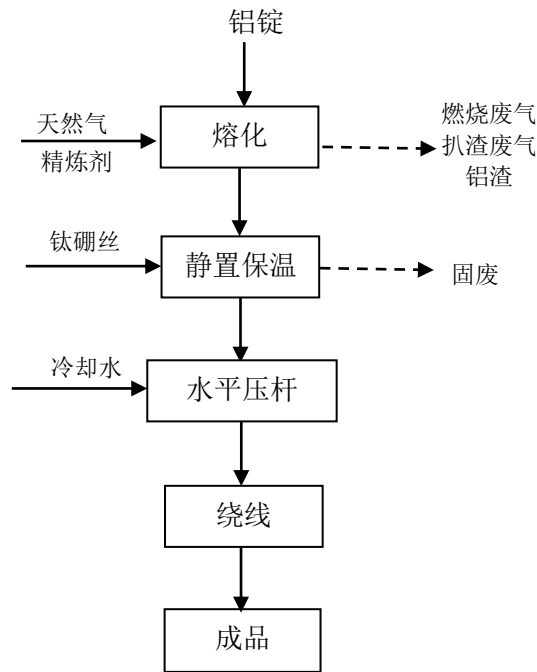 铝锭
天然气
精炼剂
熔化
燃烧废气
扒渣废气
铝渣
钛硼丝
静置保温
固废
冷却水
水平压杆
绕线
成品